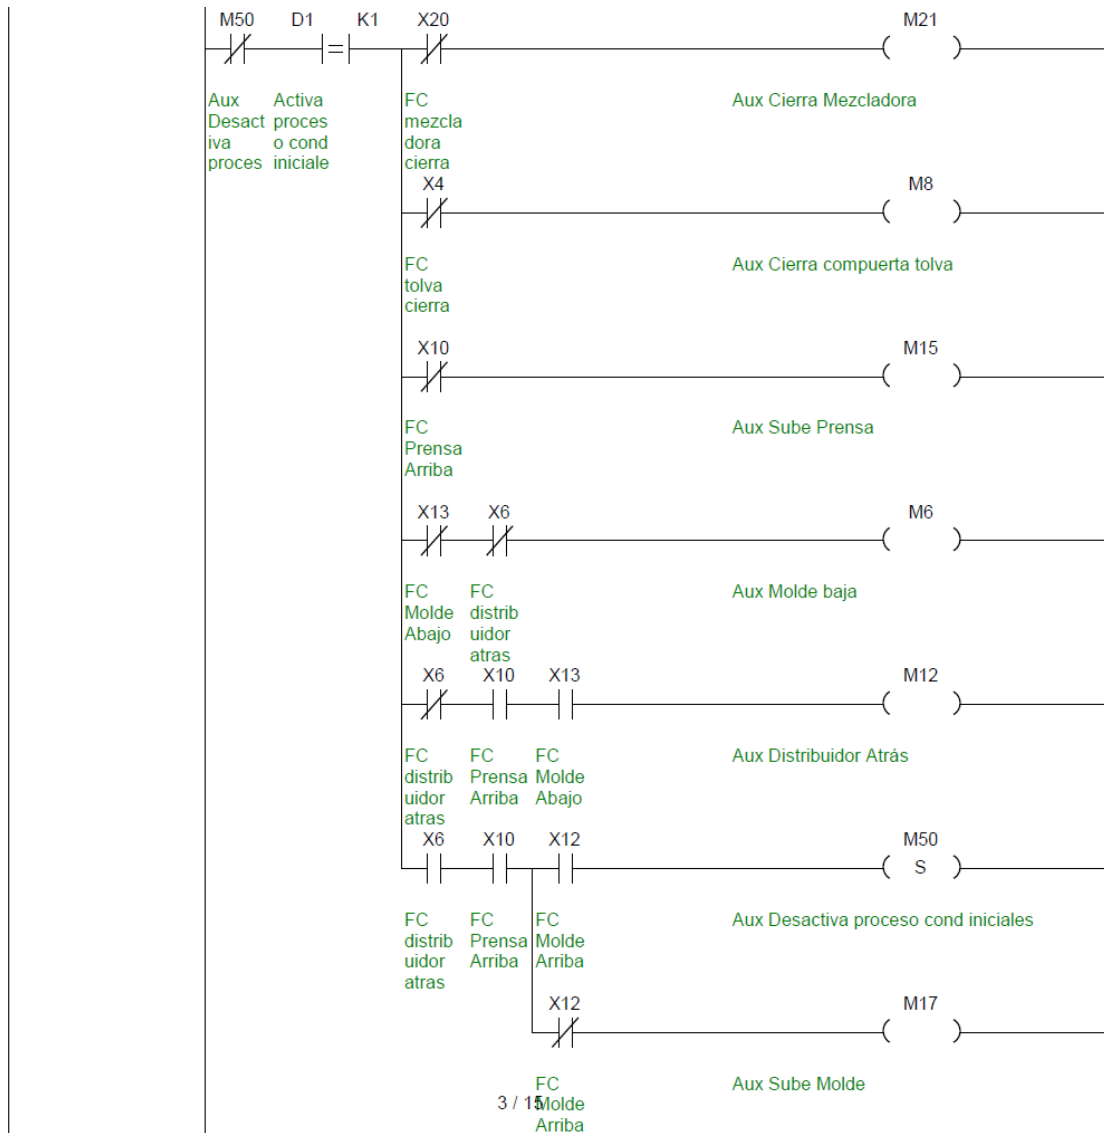 M50 D1 K1 X20 M21
=
Aux Activa FC Aux Cierra Mezcladora
Desact proces mezcla
iva o cond dora
proces iniciale cierra
X4 M8
FC Aux Cierra compuerta tolva
tolva
cierra
X10 M15
FC Aux Sube Prensa
Prensa
Arriba
X13 X6 M6
FC FC Aux Molde baja
Molde distrib
Abajo uidor
atras
X6 X10 X13 M12
FC FC FC Aux Distribuidor Atrás
distrib Prensa Molde
uidor Arriba Abajo
atras
X6 X10 X12 M50
S
FC FC FC Aux Desactiva proceso cond iniciales
distrib Prensa Molde
uidor Arriba Arriba
atras
X12 M17
FC Aux Sube Molde
3 / 15 Molde
Arriba